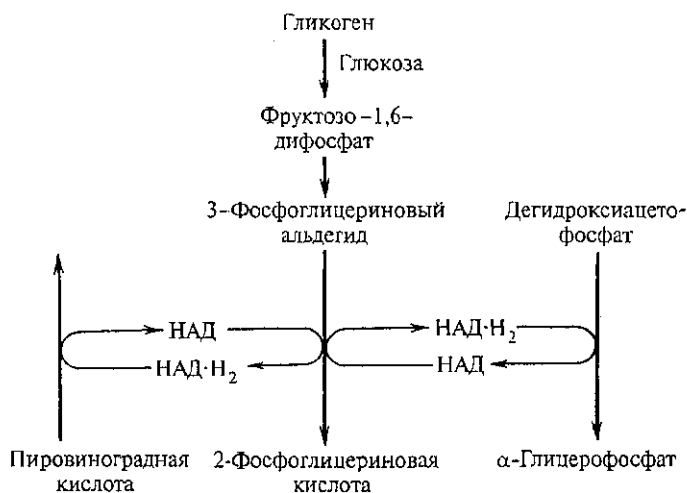 Гликоген
Глюкоза
Фруктозо–1,6–
дифосфат
3–Фосфоглицериновый
альдегид
Дегидроксиацето-
фосфат
НАД
НАД·H₂
НАД·H₂
НАД
Пировиноградная
кислота
2-Фосфоглицериновая
кислота
α-Глицерофосфат